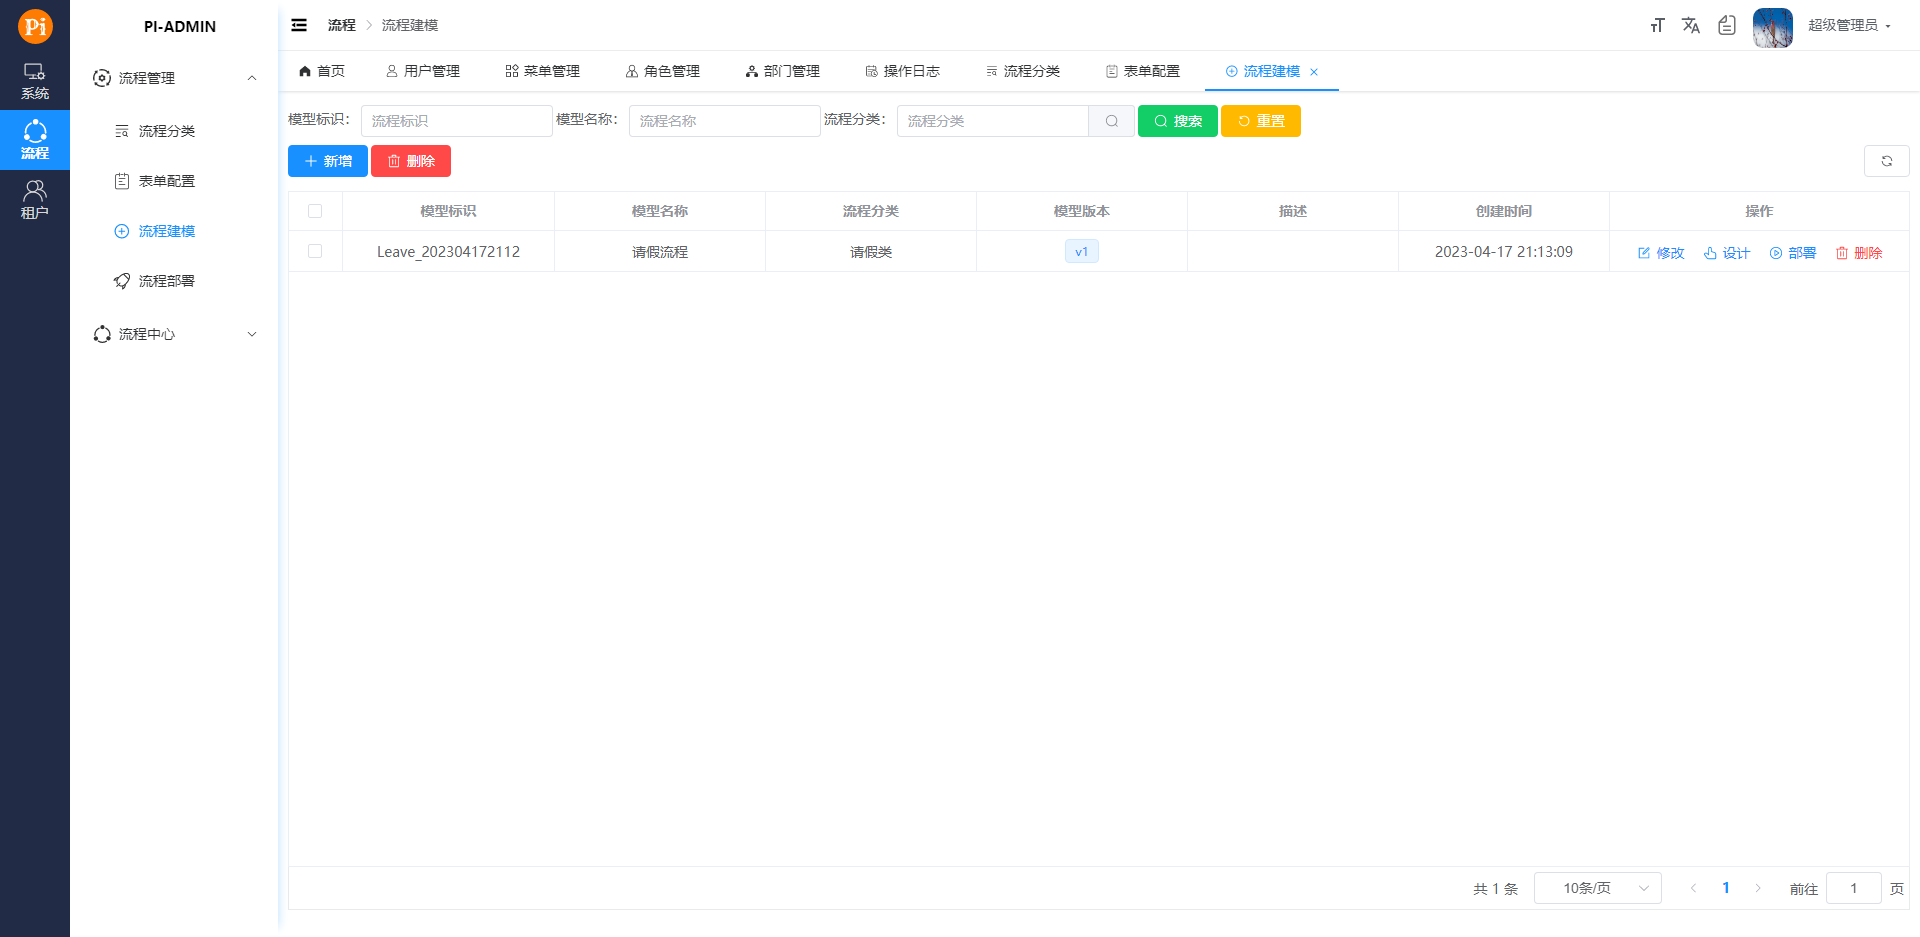 Pi
系统
流程
租户
PI-ADMIN
流程管理
流程分类
表单配置
流程建模
流程部署
流程中心
流程 流程建模
超级管理员
首页 用户管理 菜单管理 角色管理 部门管理 操作日志 流程分类 表单配置 流程建模
模型标识: 流程标识 模型名称: 流程名称 流程分类: 流程分类 搜索 重置
新增 删除
模型标识 模型名称 流程分类 模型版本 描述 创建时间 操作
Leave_202304172112 请假流程 请假类 v1 2023-04-17 21:13:09 修改 设计 部署 删除
共 1 条 10条/页 1 前往 1 页